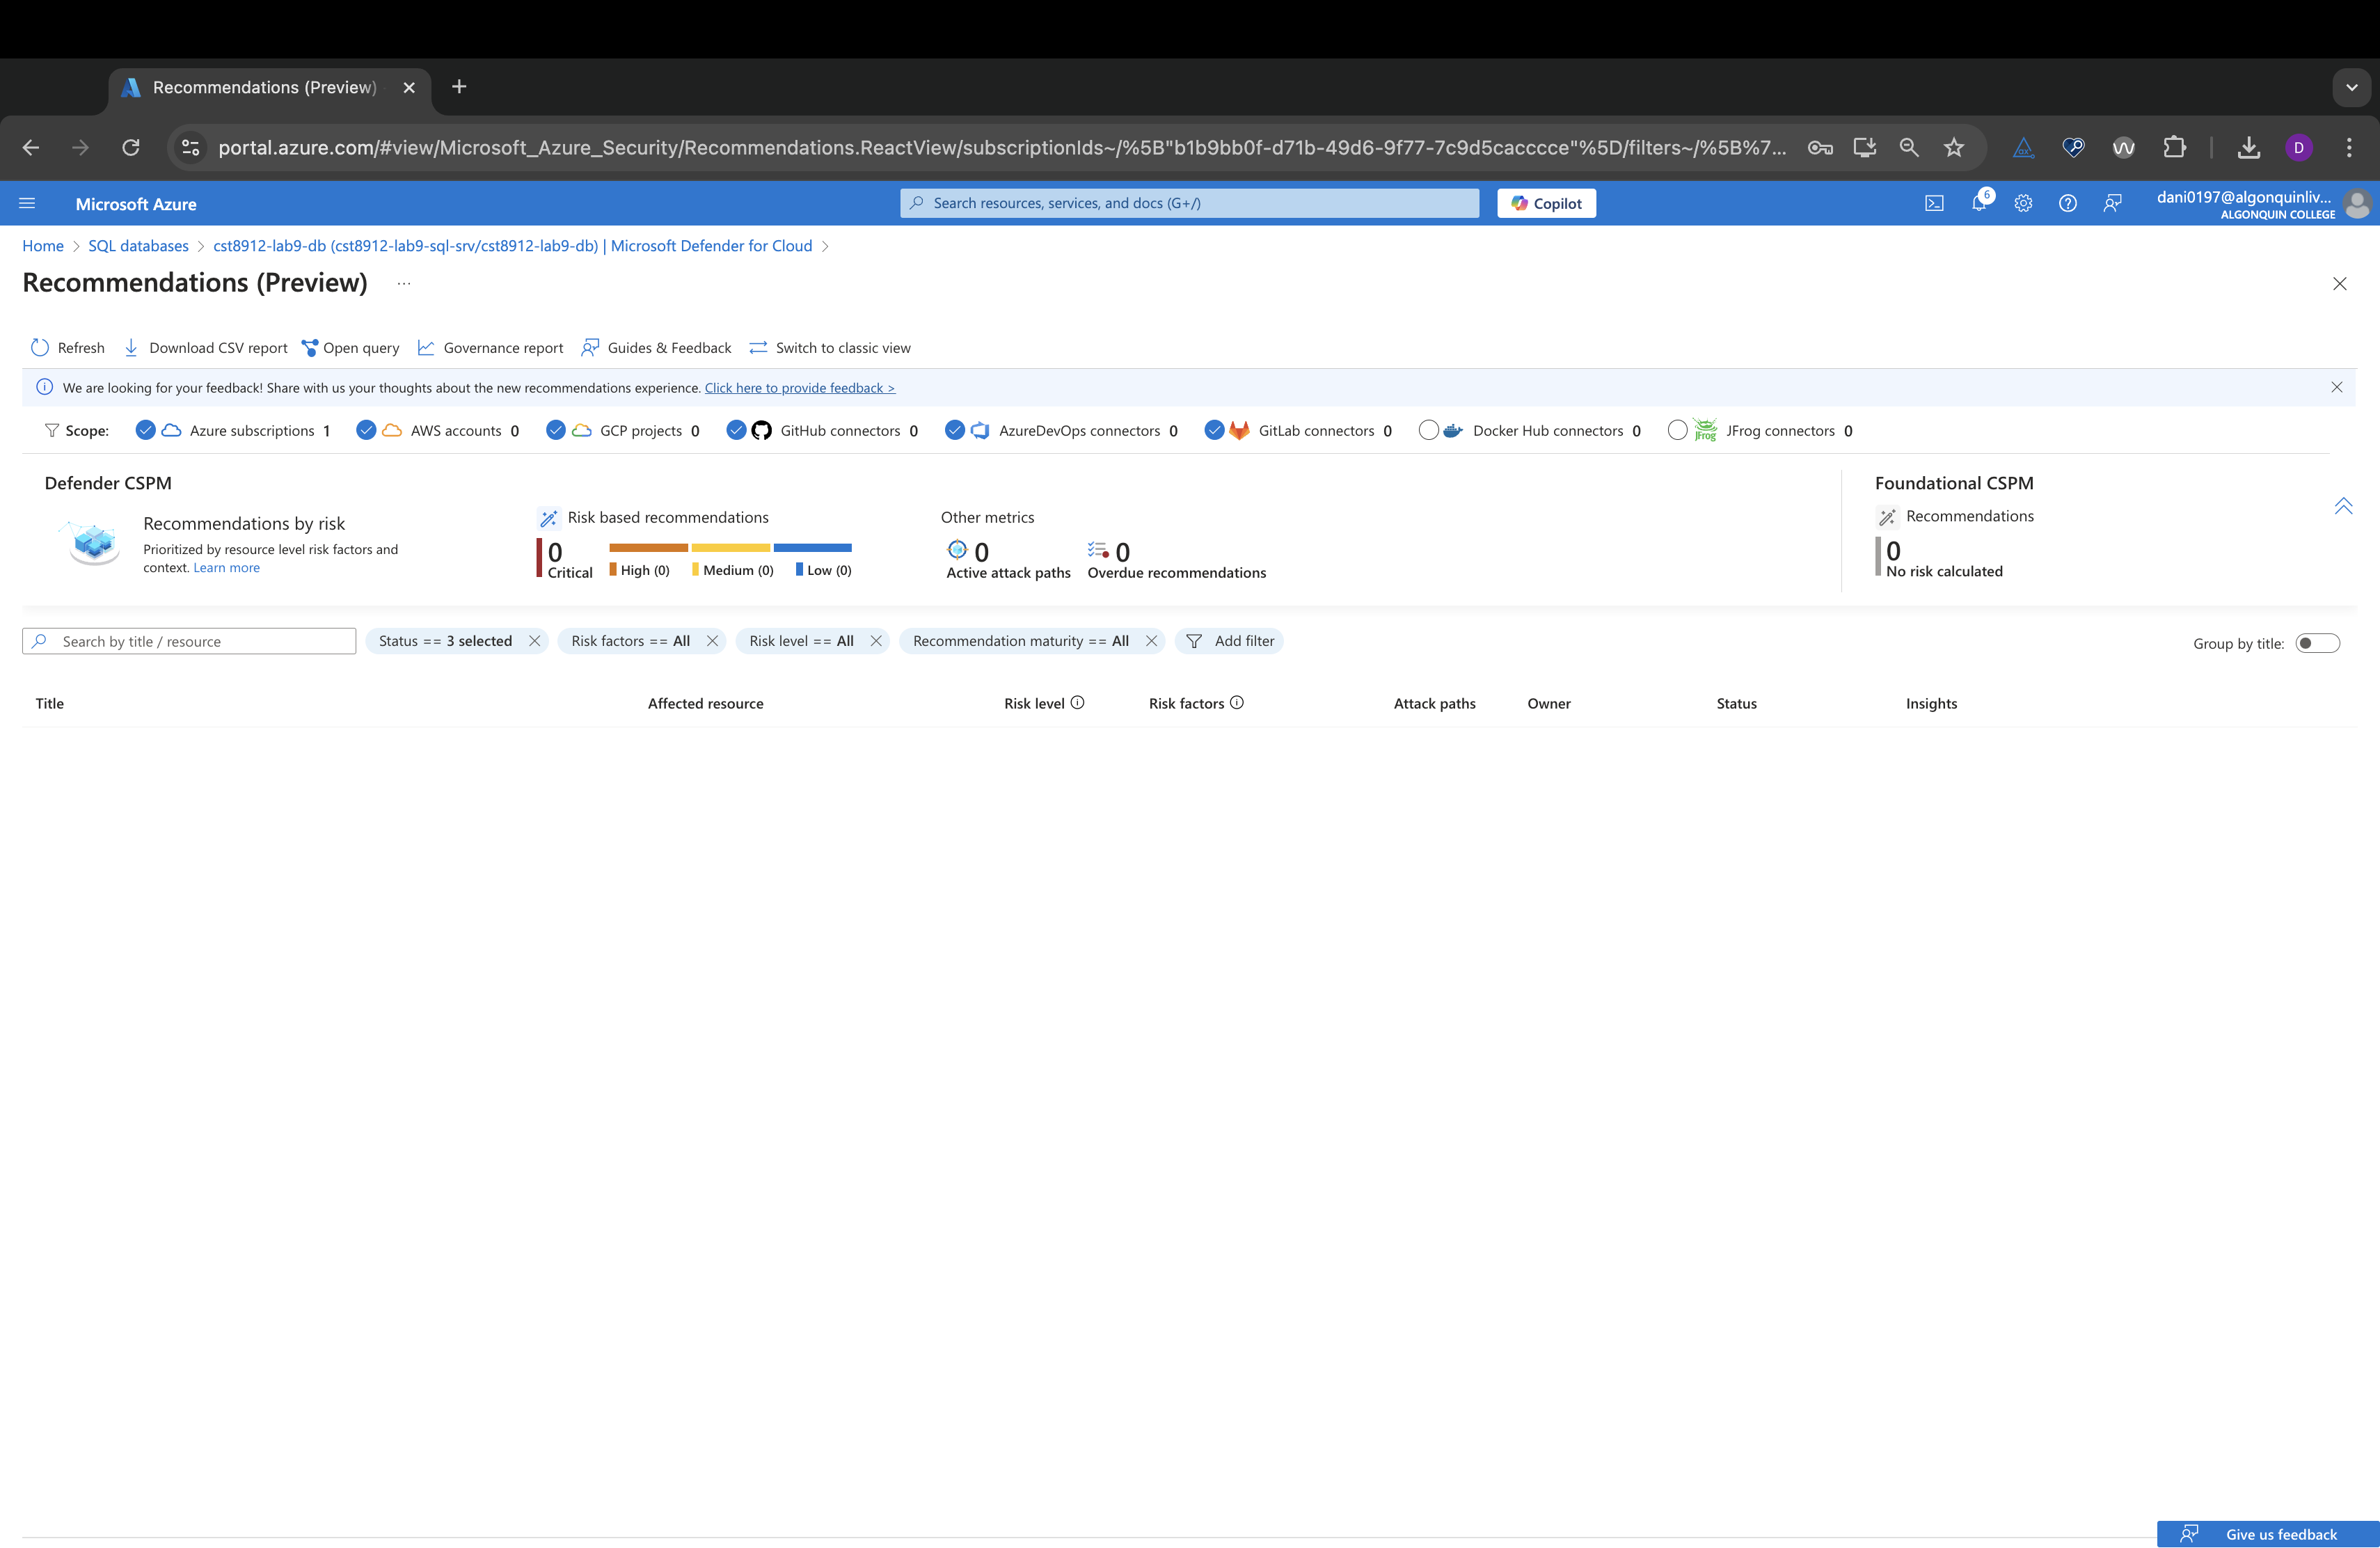 Recommendations (Preview)
portal.azure.com/#view/Microsoft_Azure_Security/Recommendations.ReactView/subscriptionIds~/%5B"b1b9bb0f-d71b-49d6-9f77-7c9d5cacccce"%5D/filters~/%5B%7...
D
Microsoft Azure
Search resources, services, and docs (G+/)
Copilot
6
dani0197@algonquinliv...
ALGONQUIN COLLEGE
Home > SQL databases > cst8912-lab9-db (cst8912-lab9-sql-srv/cst8912-lab9-db) | Microsoft Defender for Cloud >
Recommendations (Preview) ...
Refresh Download CSV report Open query Governance report Guides & Feedback Switch to classic view
We are looking for your feedback! Share with us your thoughts about the new recommendations experience. Click here to provide feedback >
Scope: Azure subscriptions 1 AWS accounts 0 GCP projects 0 GitHub connectors 0 AzureDevOps connectors 0 GitLab connectors 0 Docker Hub connectors 0 JFrog JFrog connectors 0
Defender CSPM
Recommendations by risk
Prioritized by resource level risk factors and
context. Learn more
Risk based recommendations
0
Critical High (0) Medium (0) Low (0)
Other metrics
0 0
Active attack paths Overdue recommendations
Foundational CSPM
Recommendations
0
No risk calculated
Search by title / resource
Status == 3 selected Risk factors == All Risk level == All Recommendation maturity == All Add filter
Group by title:
Title Affected resource Risk level Risk factors Attack paths Owner Status Insights
Give us feedback